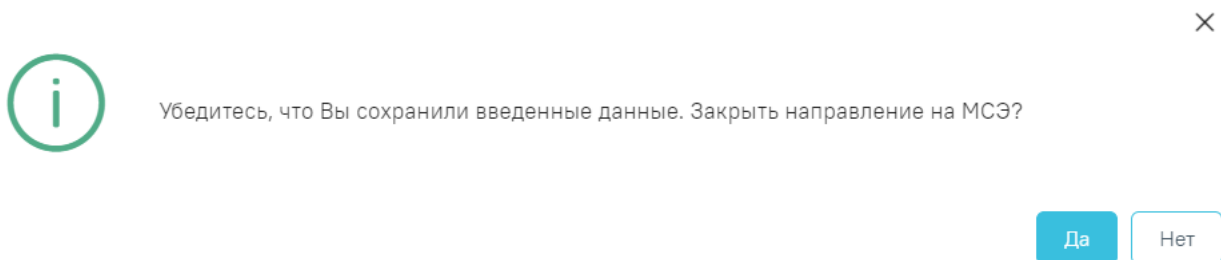 Убедитесь, что Вы сохранили введенные данные. Закрыть направление на МСЭ?
Да
Нет